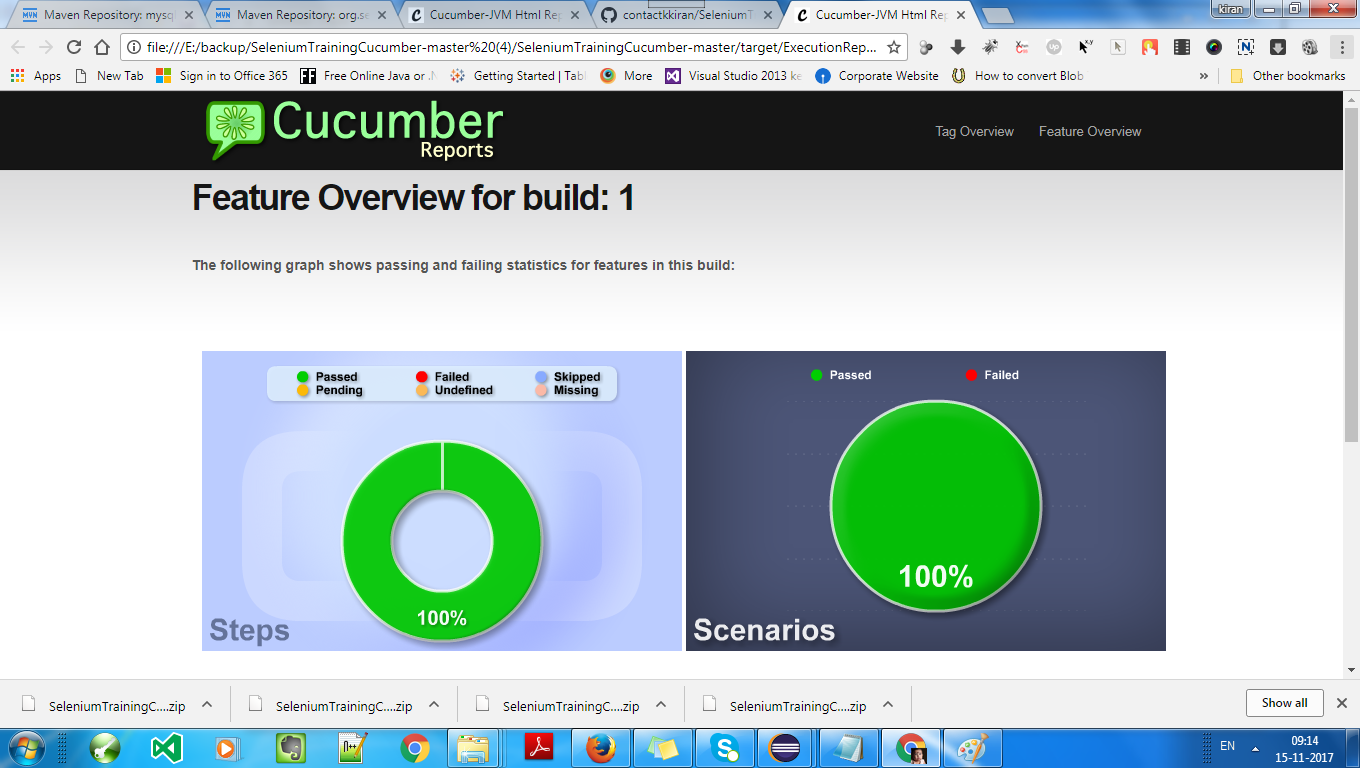 Maven Repository: mysq
Maven Repository: org.se
Cucumber-JVM Html Rep
contactkkiran/SeleniumT
Cucumber-JVM Html Rep
kiran
file:///E:/backup/SeleniumTrainingCucumber-master%20(4)/SeleniumTrainingCucumber-master/target/ExecutionRep...
Apps
New Tab
Sign in to Office 365
Free Online Java or .N
Getting Started | Tabl
More
Visual Studio 2013 ke
Corporate Website
How to convert Blob
»
Other bookmarks
Cucumber
Reports
Tag Overview
Feature Overview
Feature Overview for build: 1
The following graph shows passing and failing statistics for features in this build:
Passed Failed Skipped
Pending Undefined Missing
100%
Steps
Passed Failed
100%
Scenarios
SeleniumTrainingC....zip
SeleniumTrainingC....zip
SeleniumTrainingC....zip
SeleniumTrainingC....zip
Show all
EN
09:14
15-11-2017